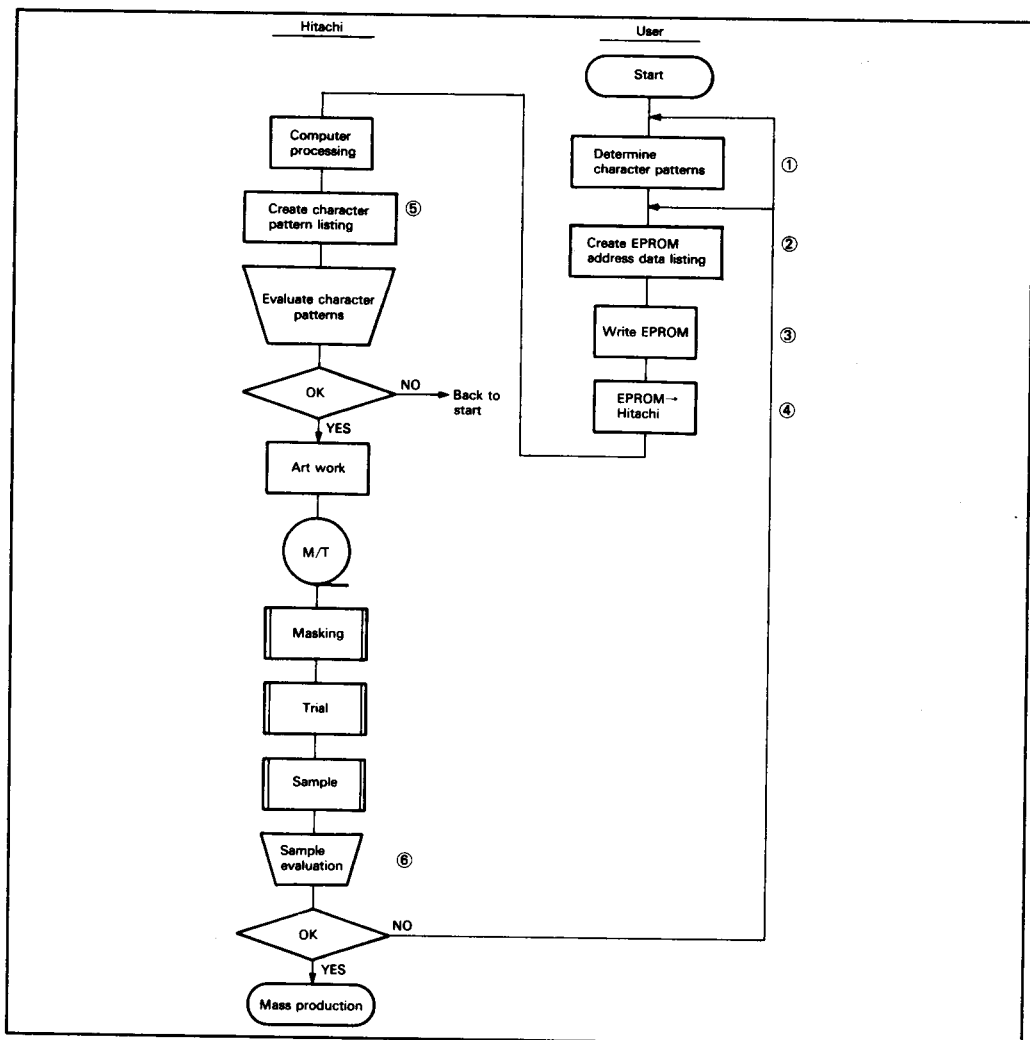 Hitachi
User
Start
Computer
processing
Determine
character patterns
①
Create character
pattern listing
⑤
Create EPROM
address data listing
②
Evaluate character
patterns
Write EPROM
③
OK
NO
Back to
start
EPROM→
Hitachi
④
YES
Art work
M/T
Masking
Trial
Sample
Sample
evaluation
⑥
OK
NO
YES
Mass production